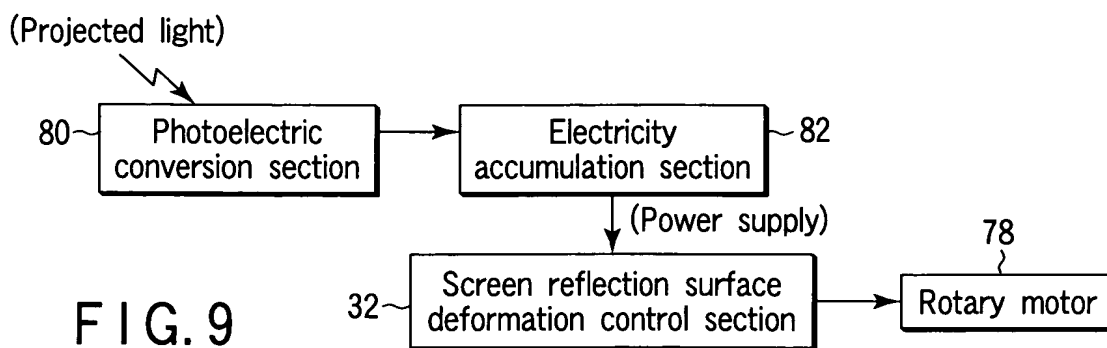 (Projected light)
80
Photoelectric
conversion section
Electricity
accumulation section
82
(Power supply)
32
Screen reflection surface
deformation control section
78
Rotary motor
FIG. 9